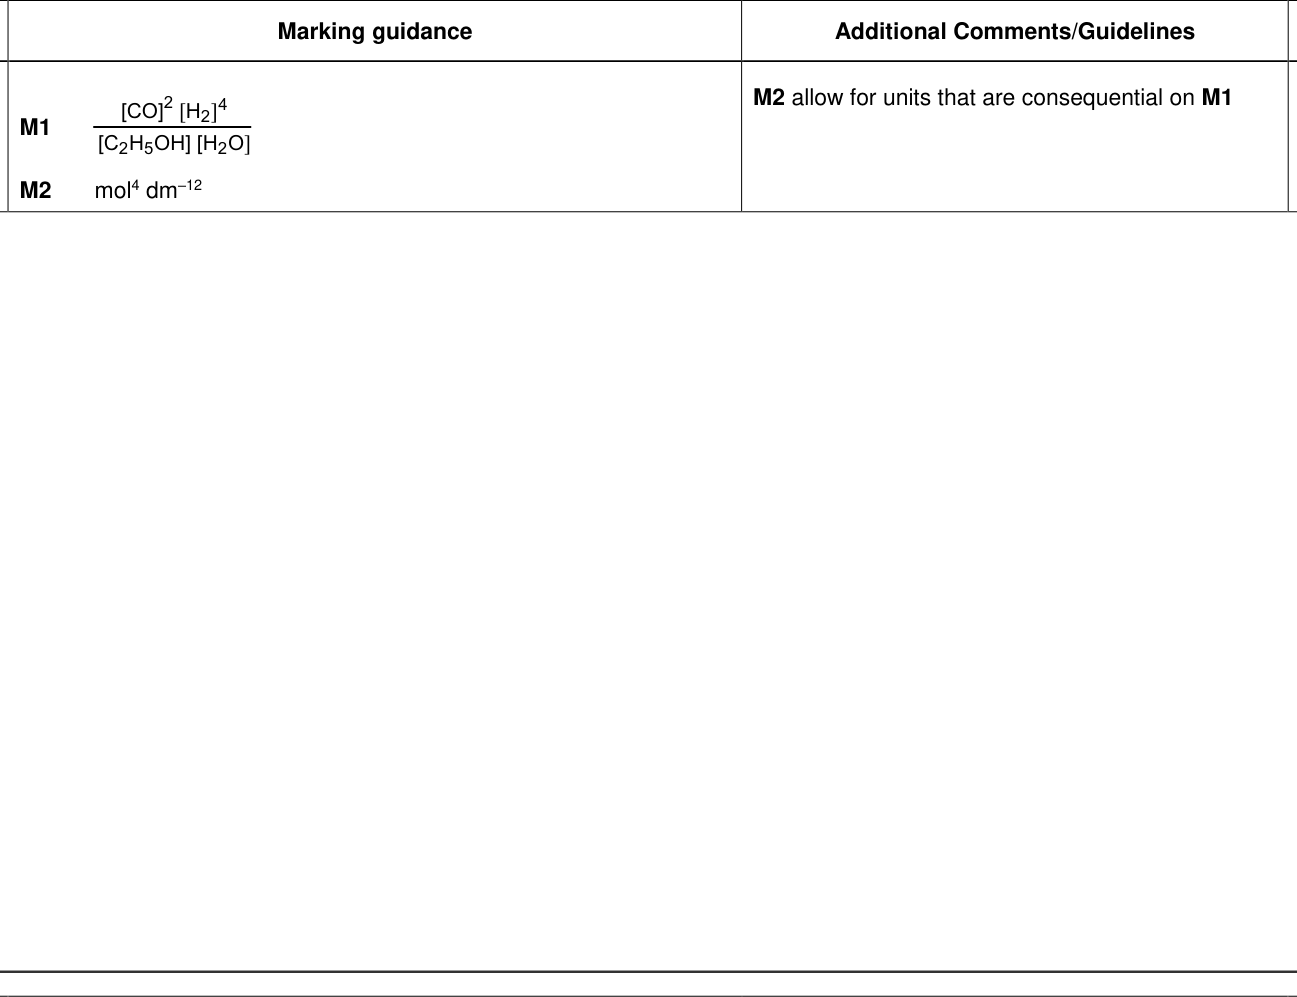 Marking guidance
Additional Comments/Guidelines
M1 [CO]² [H₂]⁴
[C₂H₅OH] [H₂O]
M2 mol⁴ dm⁻¹²
M2 allow for units that are consequential on M1